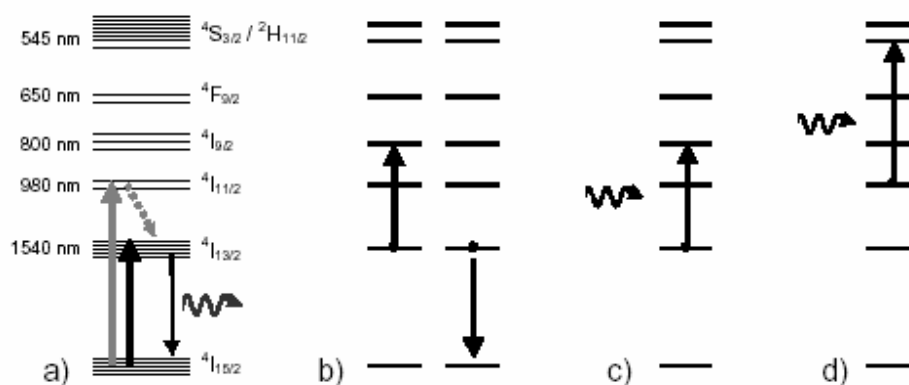 545 nm ⁴S₃/₂ / ²H₁₁/₂
650 nm ⁴F₉/₂
800 nm ⁴I₉/₂
980 nm ⁴I₁₁/₂
1540 nm ⁴I₁₃/₂
⁴I₁₅/₂
a) b) c) d)